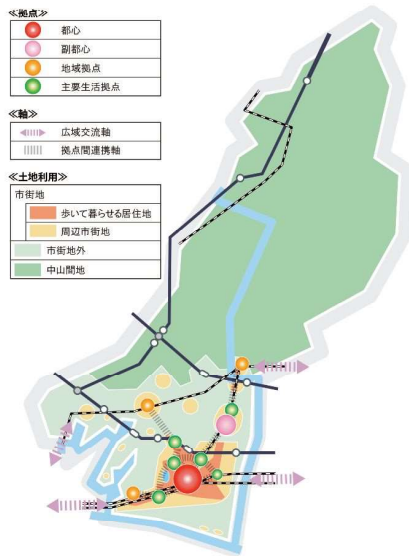 ≪拠点≫
都心
副都心
地域拠点
主要生活拠点
≪軸≫
広域交流軸
拠点間連携軸
≪土地利用≫
市街地
歩いて暮らせる居住地
周辺市街地
市街地外
中山間地